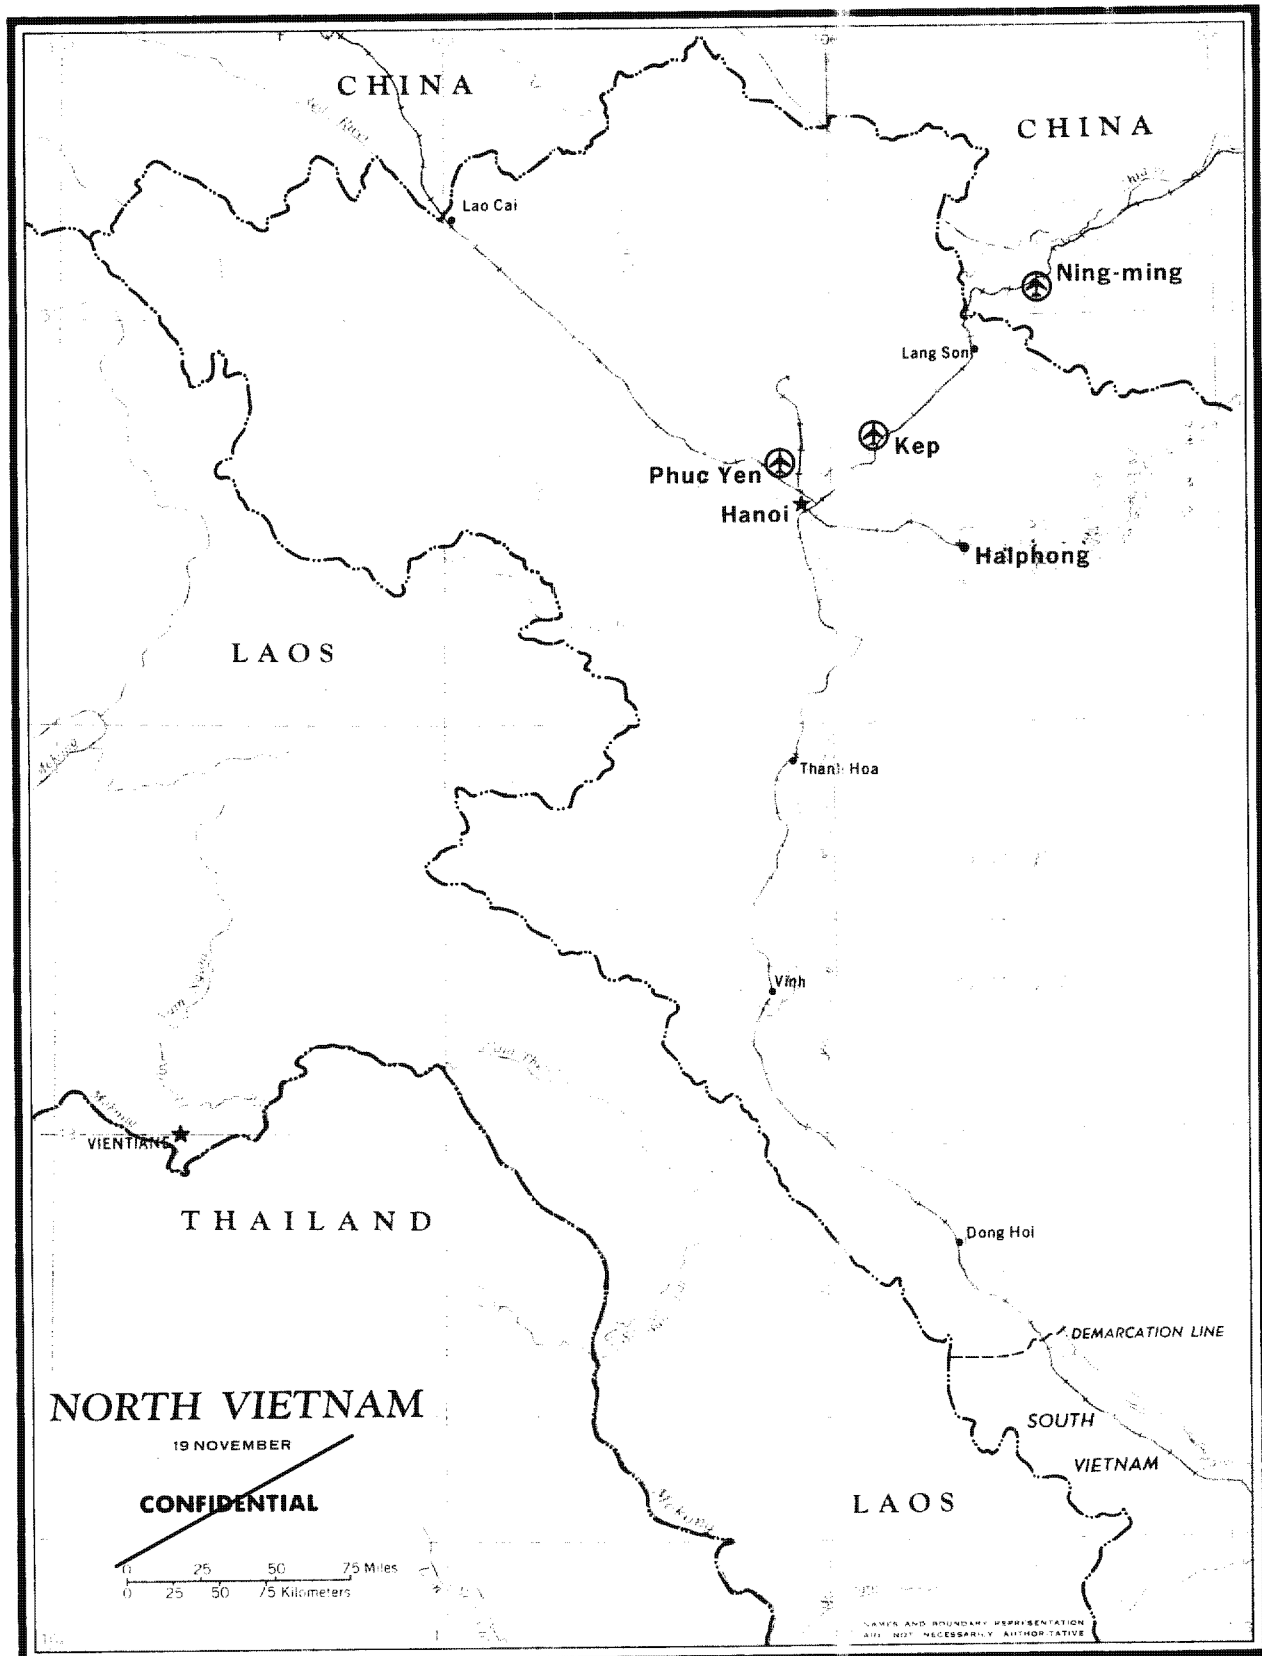 CHINA
CHINA
Lao Cai
Ning-ming
Lang Son
Kep
Phuc Yen
Hanoi
Haiphong
LAOS
Thanh Hoa
Vinh
Mekong
VIENTIANE
THAILAND
Dong Hoi
DEMARCATION LINE
NORTH VIETNAM
19 NOVEMBER
CONFIDENTIAL
SOUTH
VIETNAM
LAOS
Mekong
0 25 50 75 Miles
0 25 50 75 Kilometers
NAMES AND BOUNDARY REPRESENTATION
ARE NOT NECESSARILY AUTHORITATIVE